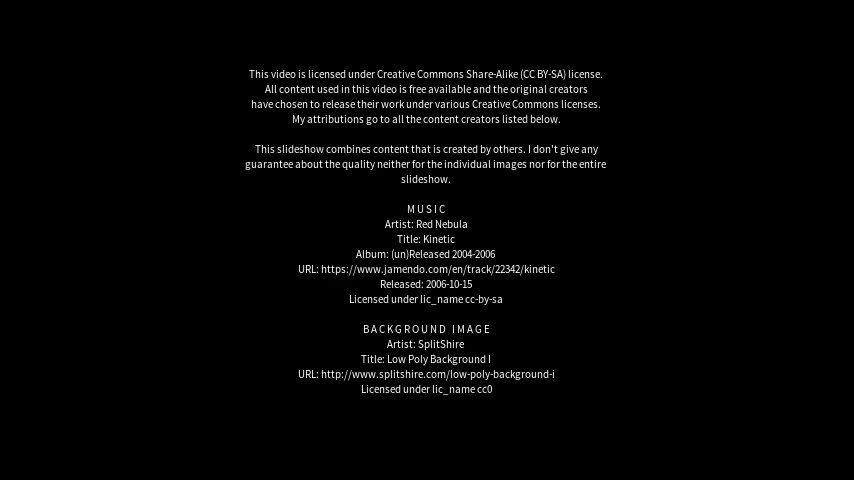 This video is licensed under Creative Commons Share-Alike (CC BY-SA) license.
All content used in this video is free available and the original creators
have chosen to release their work under various Creative Commons licenses.
My attributions go to all the content creators listed below.
This slideshow combines content that is created by others. I don't give any
guarantee about the quality neither for the individual images nor for the entire
slideshow.
MUSIC
Artist: Red Nebula
Title: Kinetic
Album: (un)Released 2004-2006
URL: https://www.jamendo.com/en/track/22342/kinetic
Released: 2006-10-15
Licensed under lic_name cc-by-sa
BACKGROUND IMAGE
Artist: SplitShire
Title: Low Poly Background I
URL: http://www.splitshire.com/low-poly-background-i
Licensed under lic_name cc0